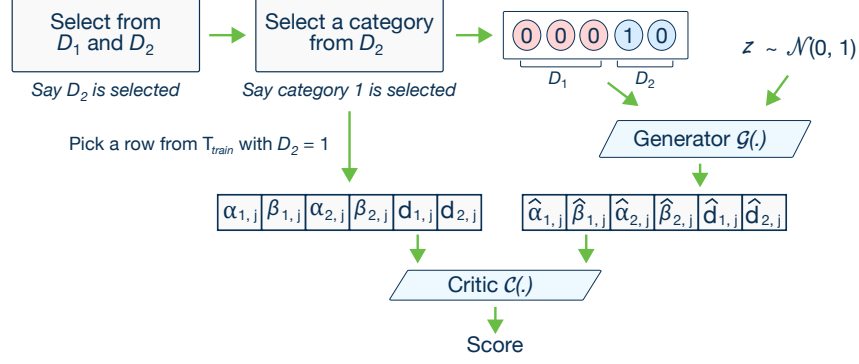 Select from
D₁ and D₂
Select a category
from D₂
0 0 0 1 0
D₁ D₂
z ~ 𝒩(0, 1)
Say D₂ is selected
Say category 1 is selected
Pick a row from T_train with D₂ = 1
Generator 𝒢(.)
α₁,ⱼ β₁,ⱼ α₂,ⱼ β₂,ⱼ d₁,ⱼ d₂,ⱼ
α̂₁,ⱼ β̂₁,ⱼ α̂₂,ⱼ β̂₂,ⱼ d̂₁,ⱼ d̂₂,ⱼ
Critic 𝒞(.)
Score